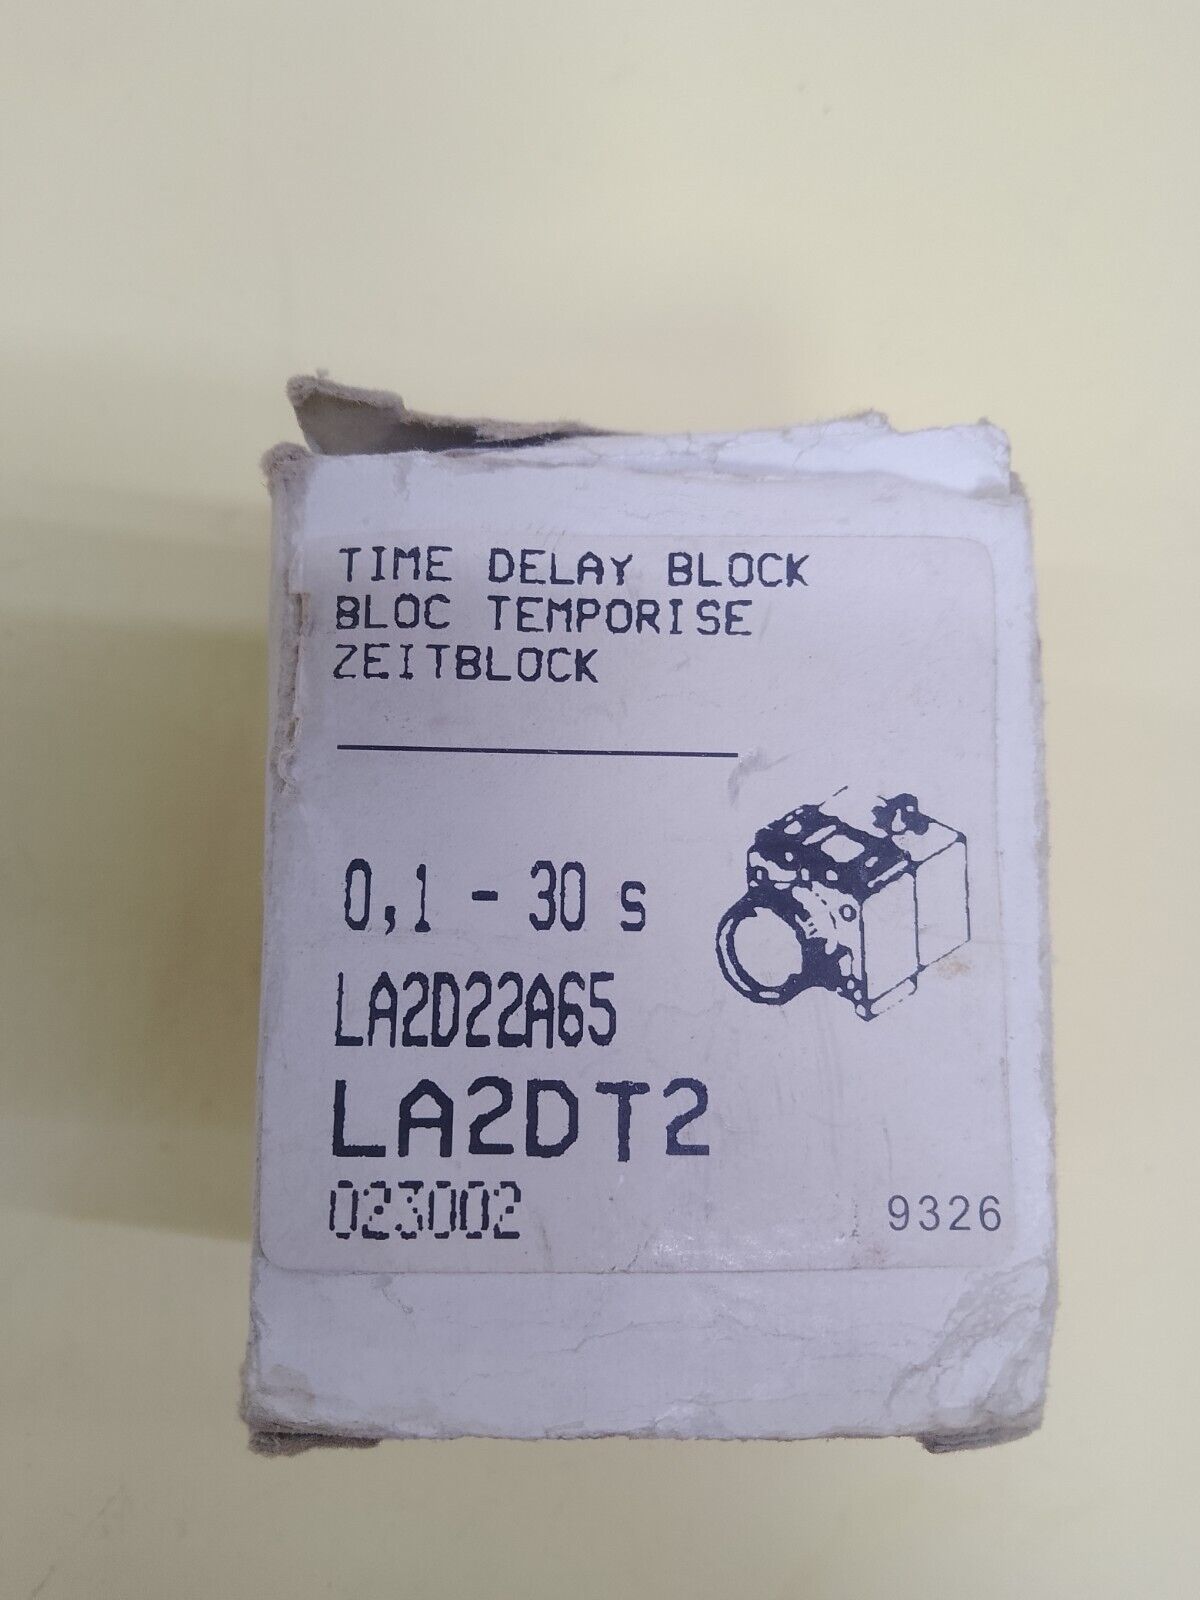 TIME DELAY BLOCK
BLOC TEMPORISE
ZEITBLOCK
0,1 - 30 s
LA2D22A65
LA2DT2
023002
9326